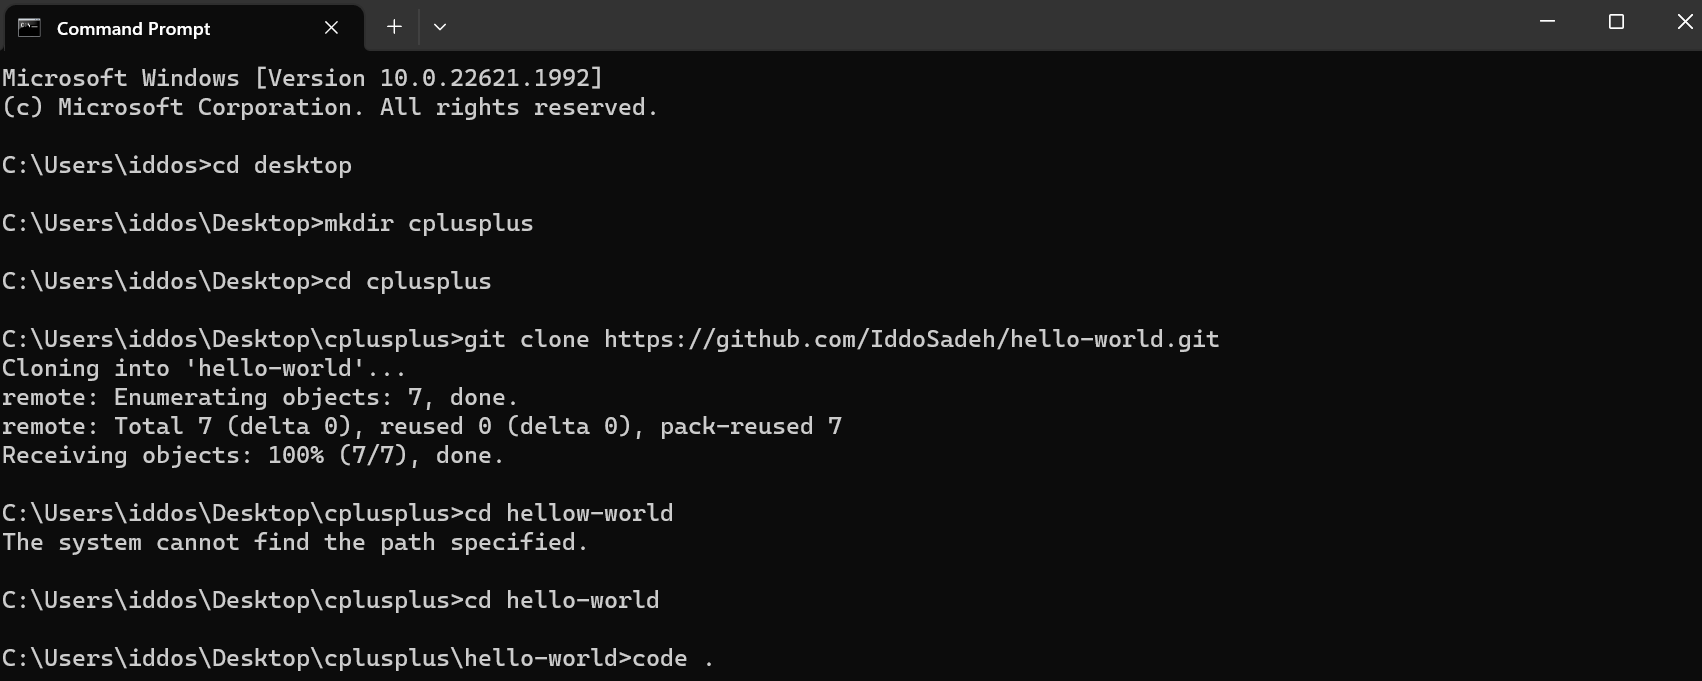 Command Prompt
Microsoft Windows [Version 10.0.22621.1992]
(c) Microsoft Corporation. All rights reserved.
C:\Users\iddos>cd desktop
C:\Users\iddos\Desktop>mkdir cplusplus
C:\Users\iddos\Desktop>cd cplusplus
C:\Users\iddos\Desktop\cplusplus>git clone https://github.com/IddoSadeh/hello-world.git
Cloning into 'hello-world'...
remote: Enumerating objects: 7, done.
remote: Total 7 (delta 0), reused 0 (delta 0), pack-reused 7
Receiving objects: 100% (7/7), done.
C:\Users\iddos\Desktop\cplusplus>cd hellow-world
The system cannot find the path specified.
C:\Users\iddos\Desktop\cplusplus>cd hello-world
C:\Users\iddos\Desktop\cplusplus\hello-world>code .